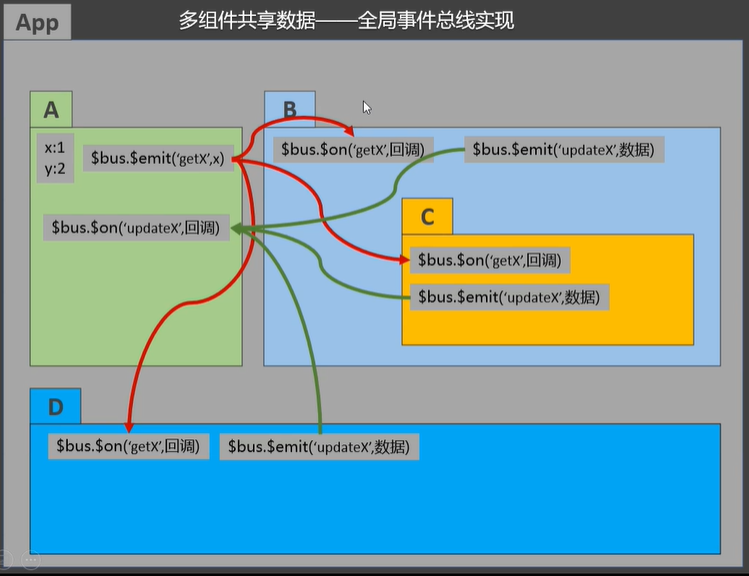 App
多组件共享数据——全局事件总线实现
A
B
x:1
y:2
$bus.$emit('getX',x)
$bus.$on('getX',回调)
$bus.$emit('updateX',数据)
$bus.$on('updateX',回调)
C
$bus.$on('getX',回调)
$bus.$emit('updateX',数据)
D
$bus.$on('getX',回调)
$bus.$emit('updateX',数据)